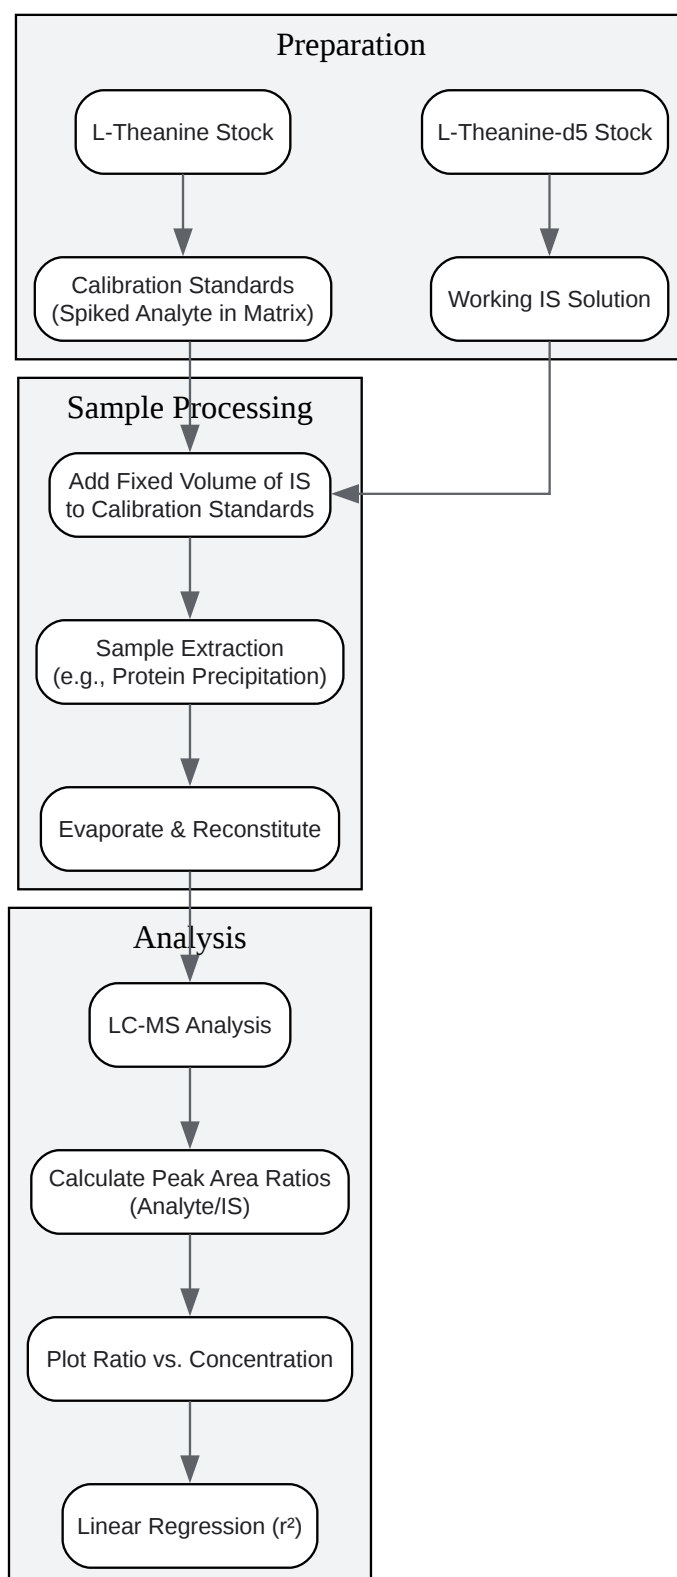 Preparation
L-Theanine Stock
L-Theanine-d5 Stock
Calibration Standards
(Spiked Analyte in Matrix)
Working IS Solution
Sample Processing
Add Fixed Volume of IS
to Calibration Standards
Sample Extraction
(e.g., Protein Precipitation)
Evaporate & Reconstitute
Analysis
LC-MS Analysis
Calculate Peak Area Ratios
(Analyte/IS)
Plot Ratio vs. Concentration
Linear Regression (r²)